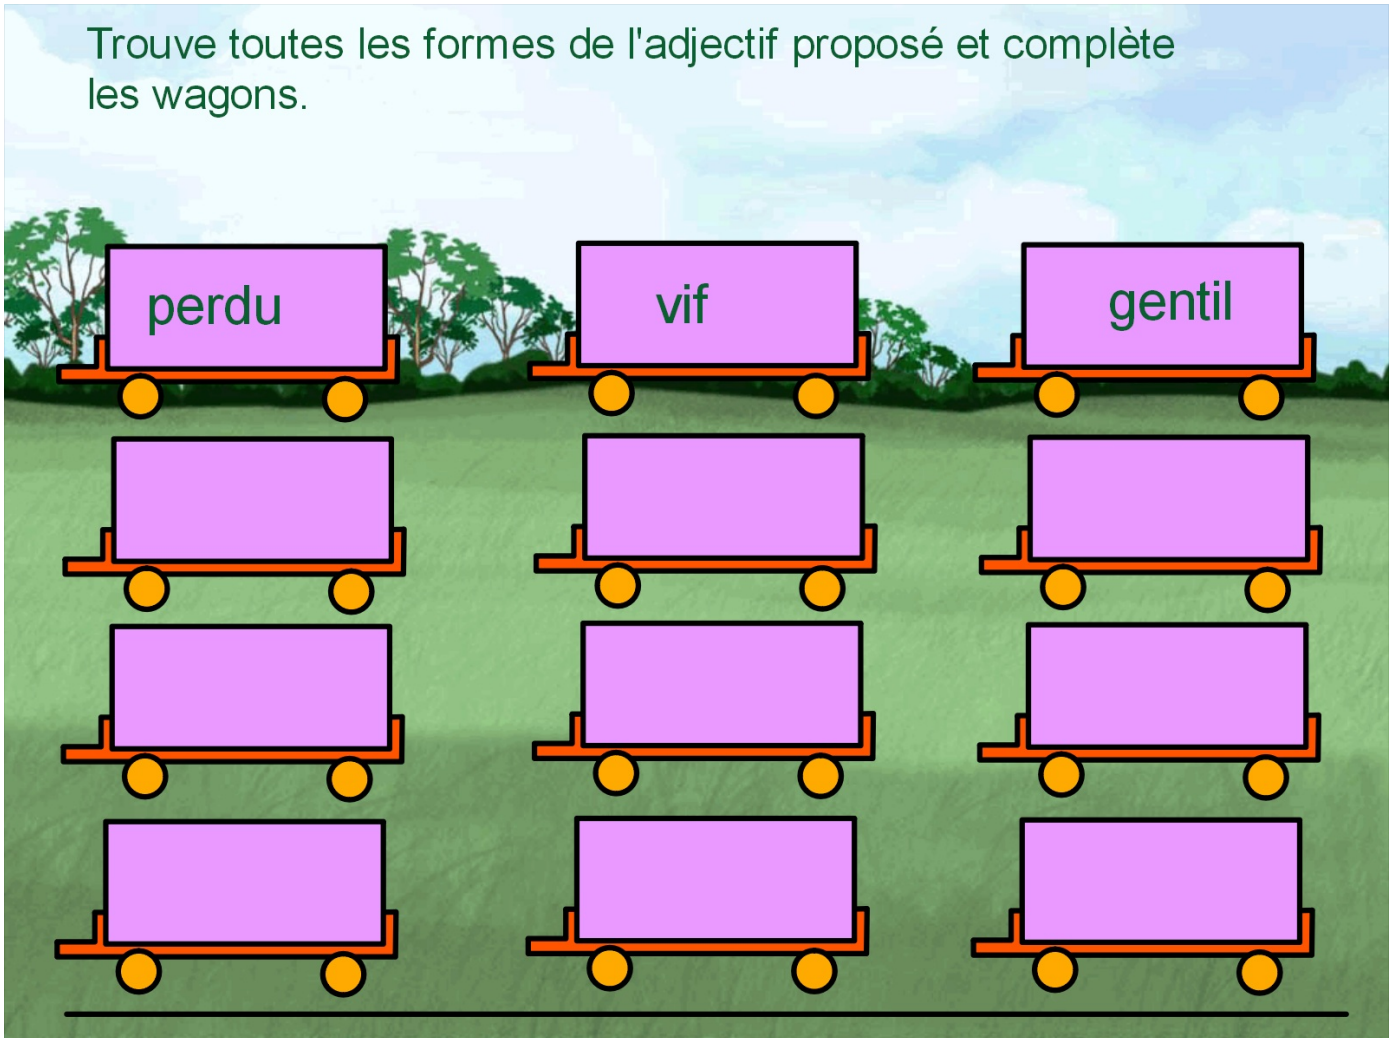 Trouve toutes les formes de l'adjectif proposé et complète
les wagons.
perdu
vif
gentil